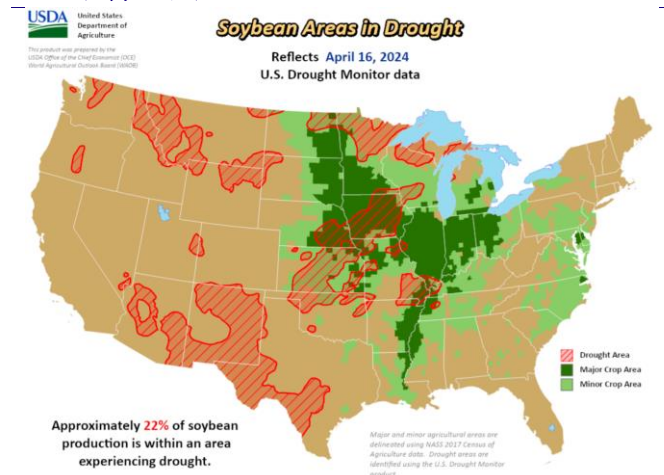 USDA
United States
Department of
Agriculture
This product was prepared by the
USDA Office of the Chief Economist (OCE)
World Agricultural Outlook Board (WAOB)
Soybean Areas in Drought
Reflects April 16, 2024
U.S. Drought Monitor data
Drought Area
Major Crop Area
Minor Crop Area
Approximately 22% of soybean
production is within an area
experiencing drought.
Major and minor agricultural areas are
delineated using NASS 2017 Census of
Agriculture data. Drought areas are
identified using the U.S. Drought Monitor
product.